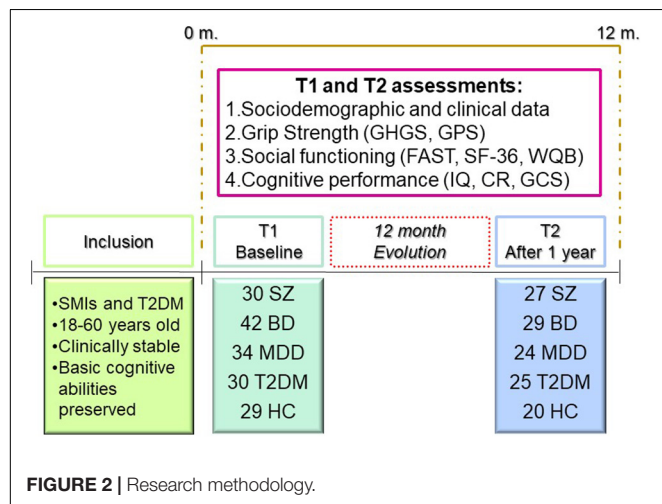 0 m.
12 m.
T1 and T2 assessments:
1.Sociodemographic and clinical data
2.Grip Strength (GHGS, GPS)
3.Social functioning (FAST, SF-36, WQB)
4.Cognitive performance (IQ, CR, GCS)
Inclusion
T1
Baseline
12 month
Evolution
T2
After 1 year
•SMIs and T2DM
•18-60 years old
•Clinically stable
•Basic cognitive
abilities
preserved
30 SZ
42 BD
34 MDD
30 T2DM
29 HC
27 SZ
29 BD
24 MDD
25 T2DM
20 HC
FIGURE 2 | Research methodology.